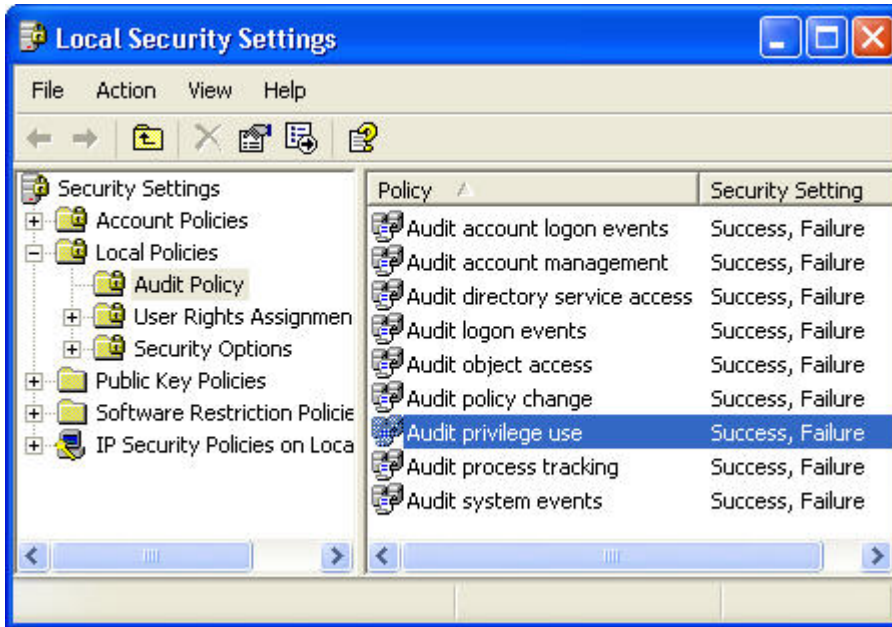 Local Security Settings
File Action View Help
Security Settings
Account Policies
Local Policies
Audit Policy
User Rights Assignmen
Security Options
Public Key Policies
Software Restriction Policie
IP Security Policies on Loca
Policy Security Setting
Audit account logon events Success, Failure
Audit account management Success, Failure
Audit directory service access Success, Failure
Audit logon events Success, Failure
Audit object access Success, Failure
Audit policy change Success, Failure
Audit privilege use Success, Failure
Audit process tracking Success, Failure
Audit system events Success, Failure